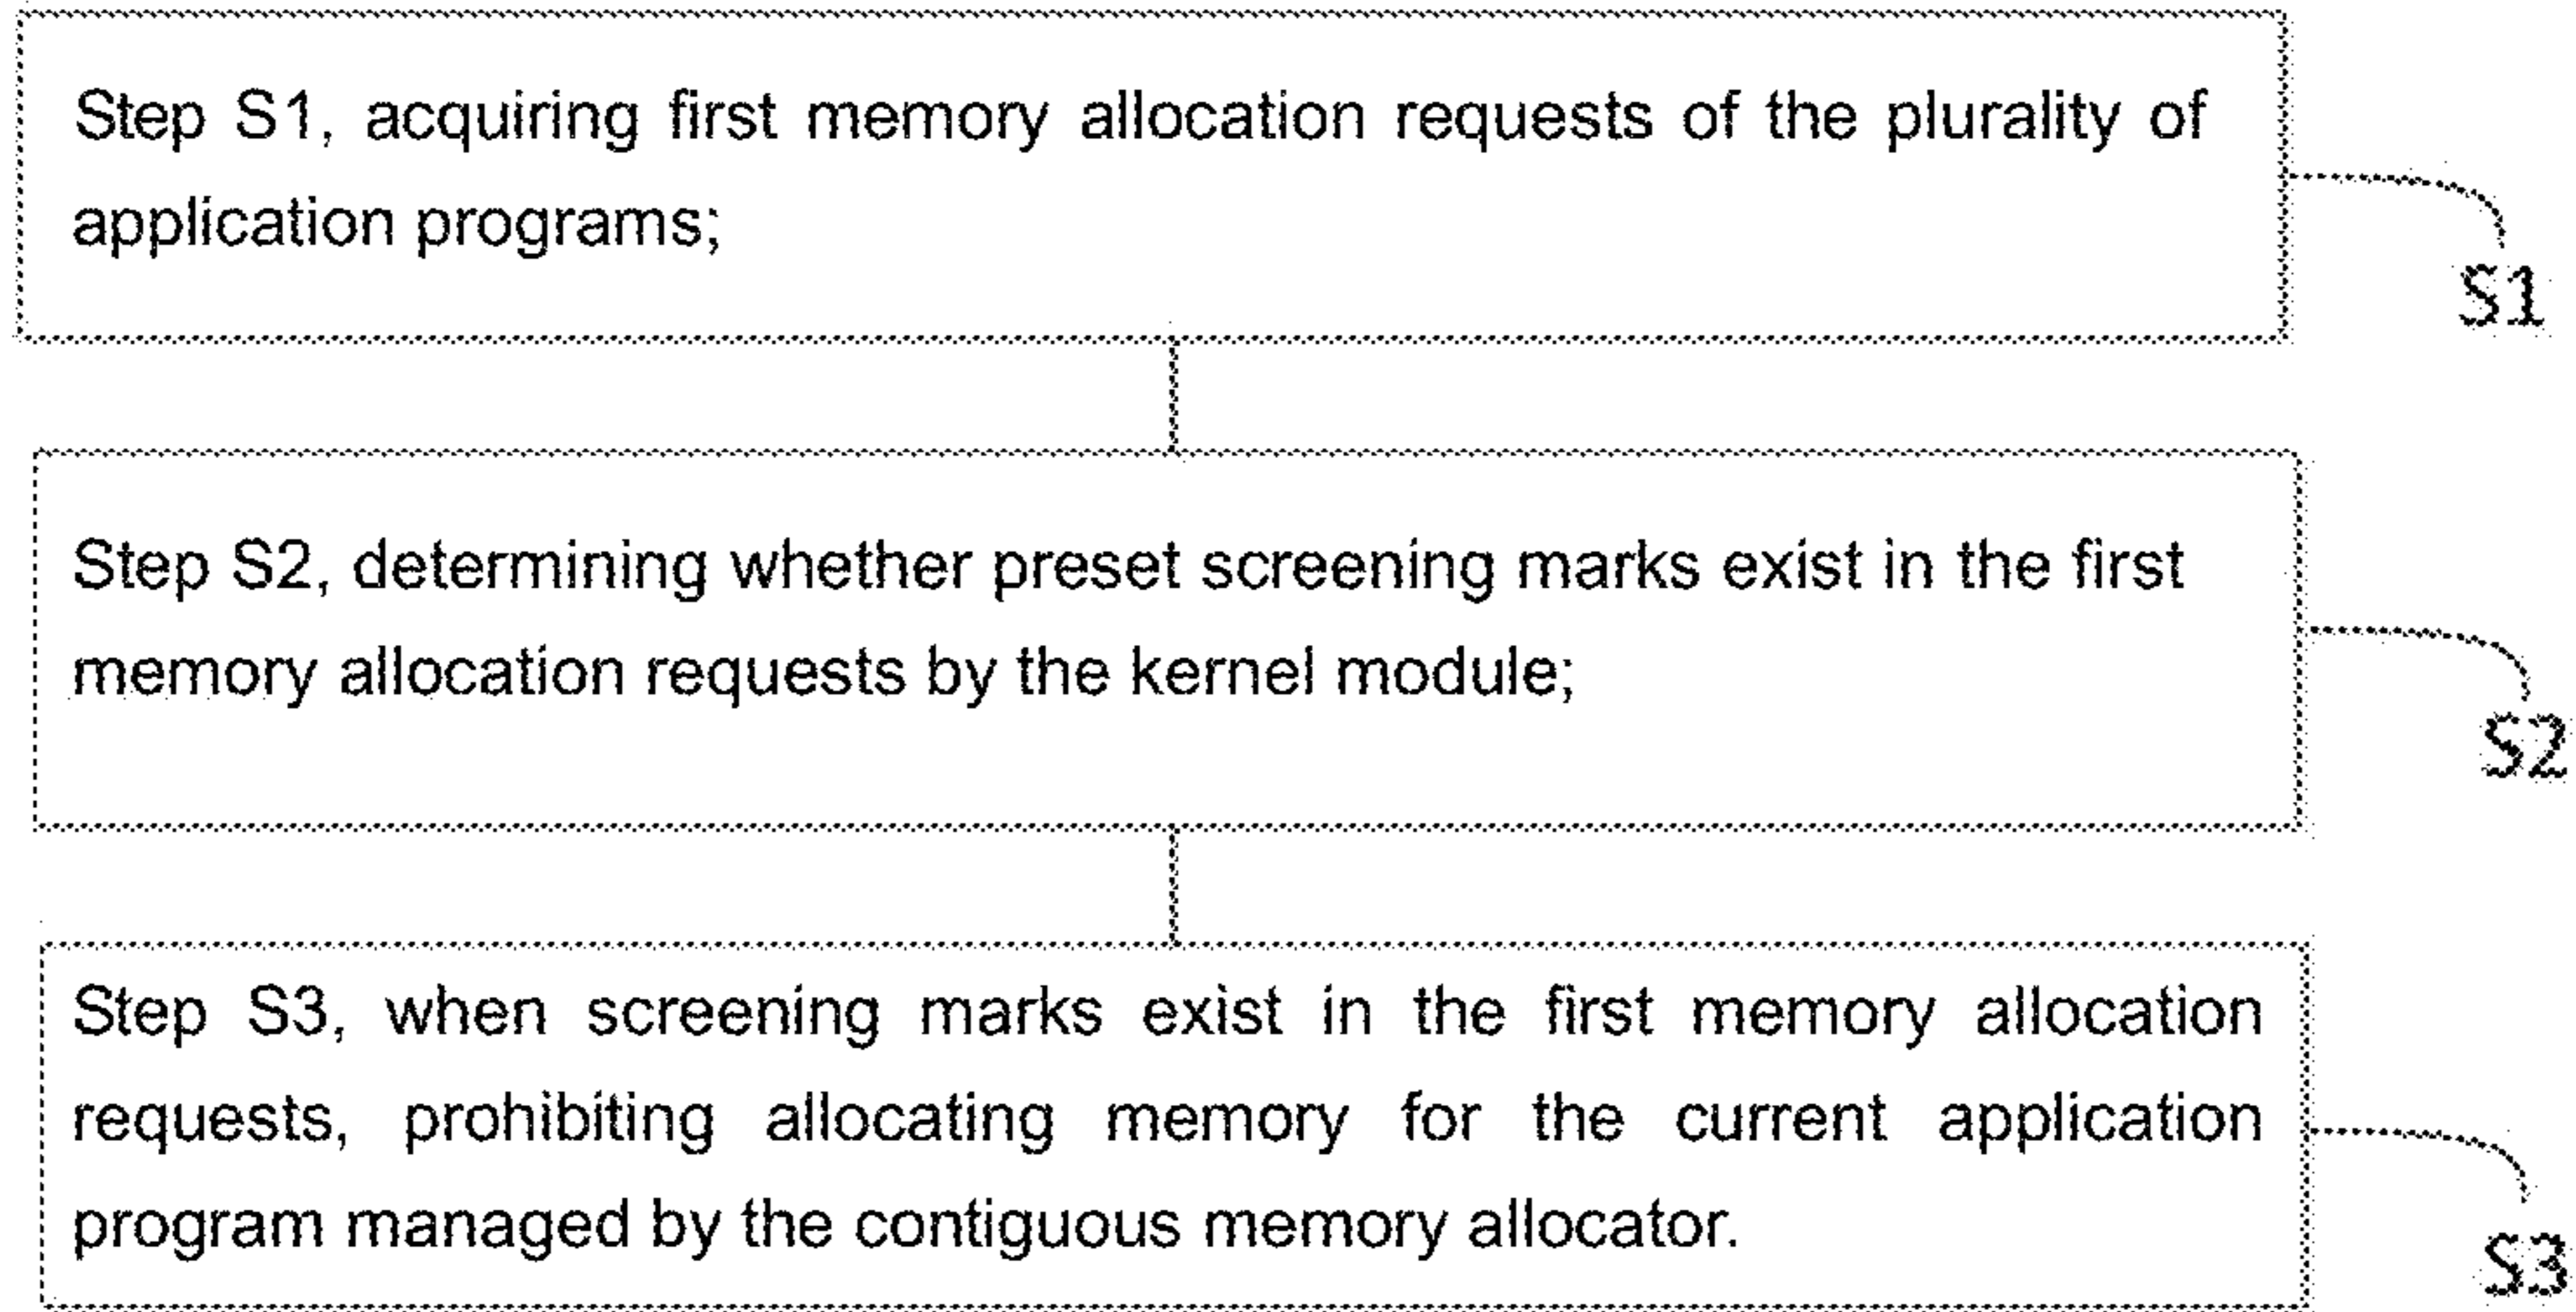 Step S1, acquiring first memory allocation requests of the plurality of
application programs;
S1
Step S2, determining whether preset screening marks exist in the first
memory allocation requests by the kernel module;
S2
Step S3, when screening marks exist in the first memory allocation
requests, prohibiting allocating memory for the current application
program managed by the contiguous memory allocator.
S3